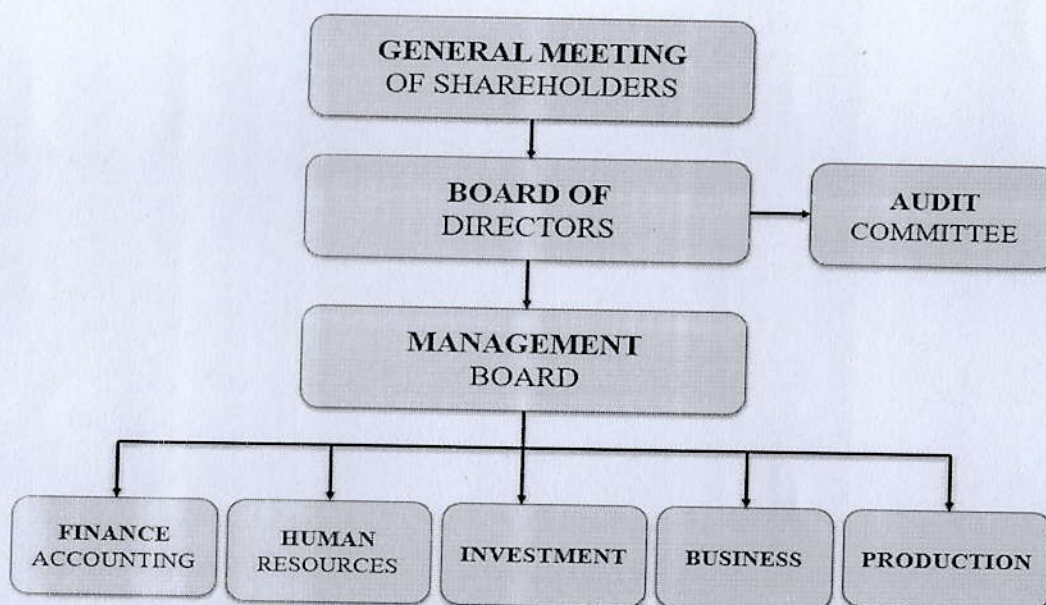 GENERAL MEETING
OF SHAREHOLDERS
BOARD OF
DIRECTORS
AUDIT
COMMITTEE
MANAGEMENT
BOARD
FINANCE
ACCOUNTING
HUMAN
RESOURCES
INVESTMENT
BUSINESS
PRODUCTION